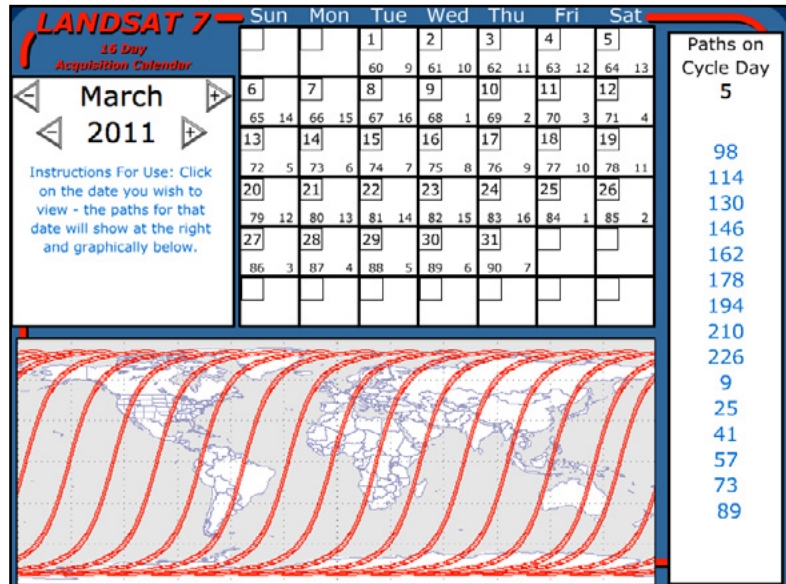 LANDSAT 7
16 Day
Acquisition Calendar
- March +
- 2011 +
Instructions For Use: Click
on the date you wish to
view - the paths for that
date will show at the right
and graphically below.
Sun Mon Tue Wed Thu Fri Sat
1 2 3 4 5
60 9 61 10 62 11 63 12 64 13
6 7 8 9 10 11 12
65 14 66 15 67 16 68 1 69 2 70 3 71 4
13 14 15 16 17 18 19
72 5 73 6 74 7 75 8 76 9 77 10 78 11
20 21 22 23 24 25 26
79 12 80 13 81 14 82 15 83 16 84 1 85 2
27 28 29 30 31
86 3 87 4 88 5 89 6 90 7
Paths on
Cycle Day
5
98
114
130
146
162
178
194
210
226
9
25
41
57
73
89